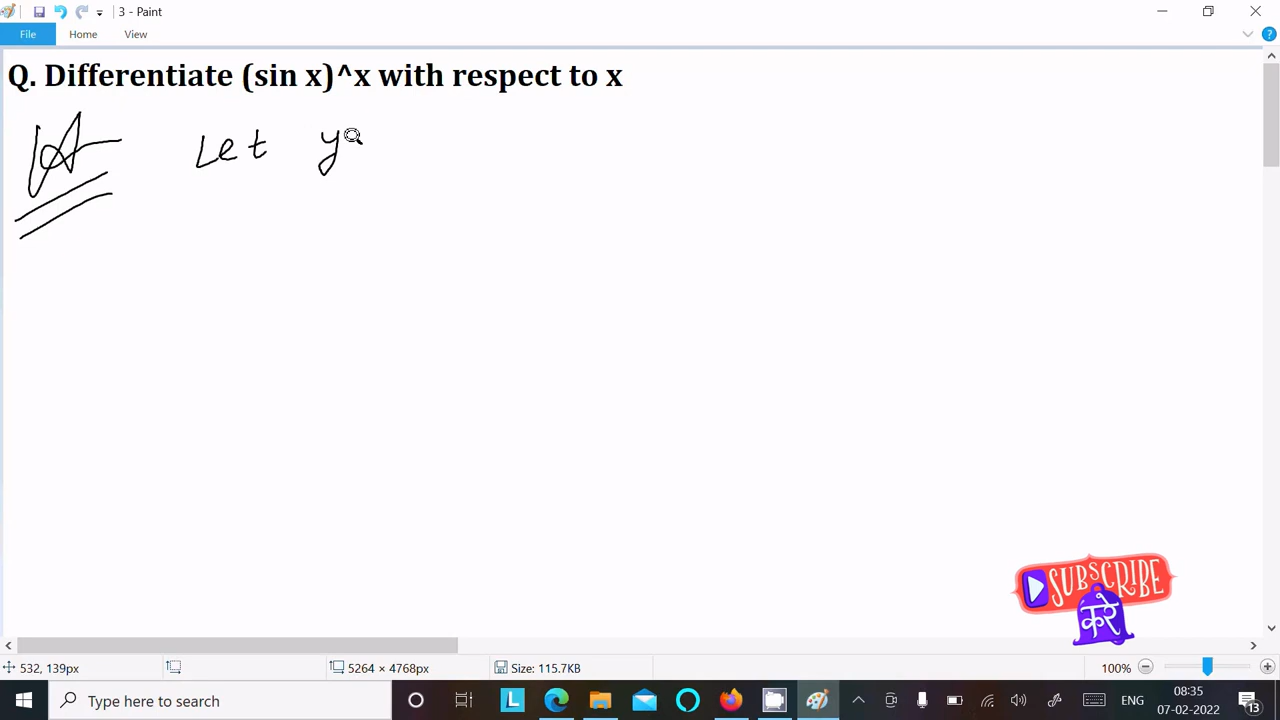 3 - Paint
File Home View
Q. Differentiate (sin x)^x with respect to x
Let y
SUBSCRIBE
करे
532, 139px
5264 × 4768px
Size: 115.7KB
100%
Type here to search
L
ENG
08:35
07-02-2022
13